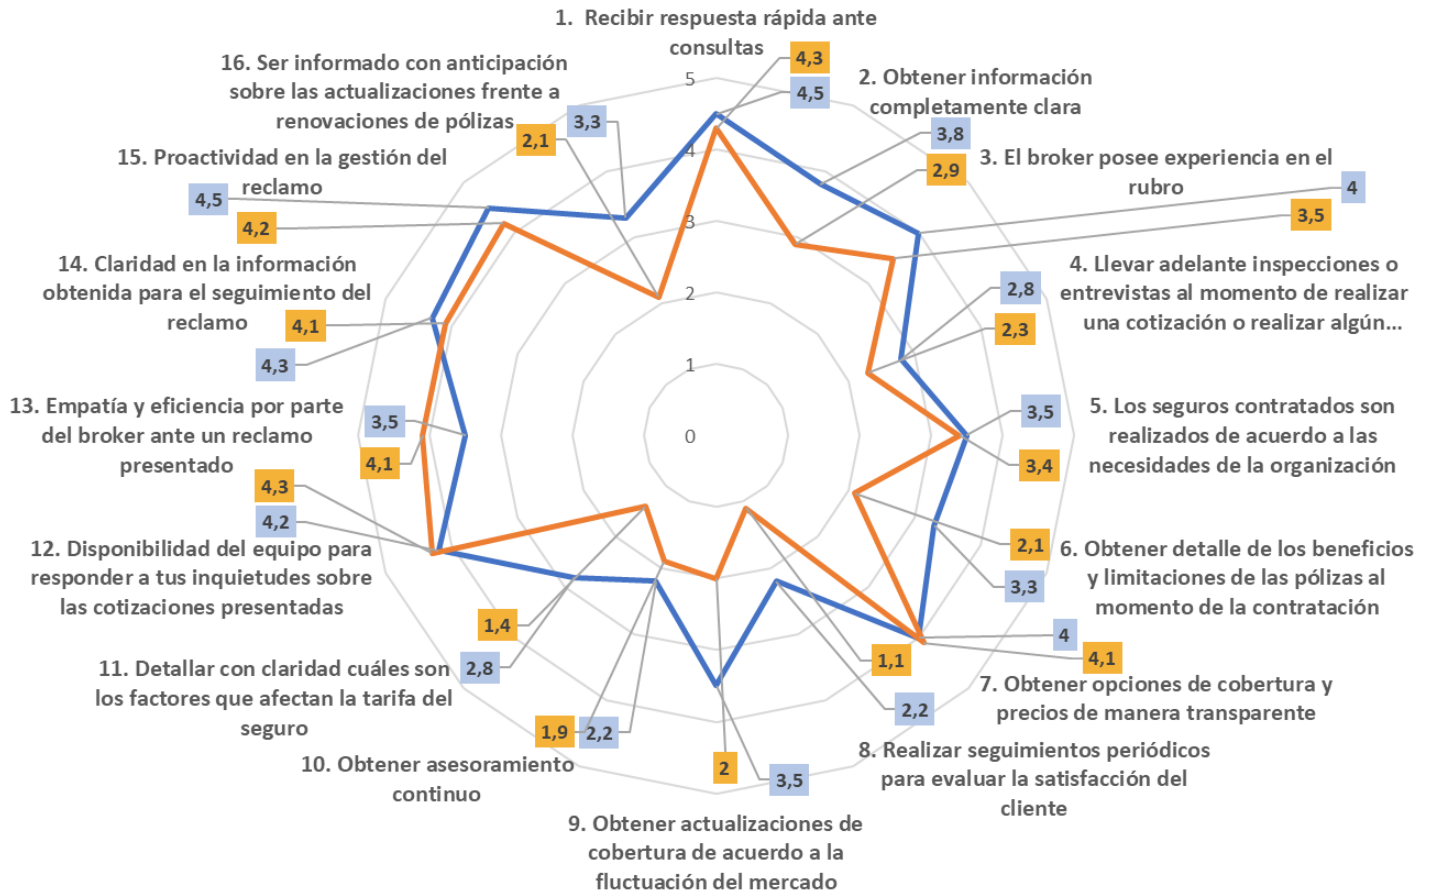 1.  Recibir respuesta rápida ante
consultas
4,3
4,5
2. Obtener información
completamente clara
3,8
2,9
3. El broker posee experiencia en el
rubro
4
3,5
4. Llevar adelante inspecciones o
entrevistas al momento de realizar
una cotización o realizar algún...
2,8
2,3
5. Los seguros contratados son
realizados de acuerdo a las
necesidades de la organización
3,5
3,4
6. Obtener detalle de los beneficios
y limitaciones de las pólizas al
momento de la contratación
2,1
3,3
7. Obtener opciones de cobertura y
precios de manera transparente
4
4,1
8. Realizar seguimientos periódicos
para evaluar la satisfacción del
cliente
1,1
2,2
9. Obtener actualizaciones de
cobertura de acuerdo a la
fluctuación del mercado
2
3,5
10. Obtener asesoramiento
continuo
1,9
2,2
11. Detallar con claridad cuáles son
los factores que afectan la tarifa del
seguro
1,4
2,8
12. Disponibilidad del equipo para
responder a tus inquietudes sobre
las cotizaciones presentadas
4,3
4,2
13. Empatía y eficiencia por parte
del broker ante un reclamo
presentado
3,5
4,1
14. Claridad en la información
obtenida para el seguimiento del
reclamo
4,1
4,3
15. Proactividad en la gestión del
reclamo
4,5
4,2
16. Ser informado con anticipación
sobre las actualizaciones frente a
renovaciones de pólizas
3,3
2,1
5
4
3
2
1
0